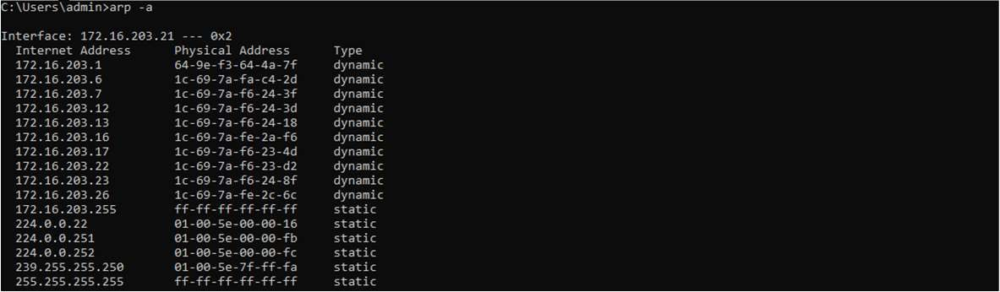 C:\Users\admin>arp -a
Interface: 172.16.203.21 --- 0x2
Internet Address Physical Address Type
172.16.203.1 64-9e-f3-64-4a-7f dynamic
172.16.203.6 1c-69-7a-fa-c4-2d dynamic
172.16.203.7 1c-69-7a-f6-24-3f dynamic
172.16.203.12 1c-69-7a-f6-24-3d dynamic
172.16.203.13 1c-69-7a-f6-24-18 dynamic
172.16.203.16 1c-69-7a-fe-2a-f6 dynamic
172.16.203.17 1c-69-7a-f6-23-4d dynamic
172.16.203.22 1c-69-7a-f6-23-d2 dynamic
172.16.203.23 1c-69-7a-f6-24-8f dynamic
172.16.203.26 1c-69-7a-fe-2c-6c dynamic
172.16.203.255 ff-ff-ff-ff-ff-ff static
224.0.0.22 01-00-5e-00-00-16 static
224.0.0.251 01-00-5e-00-00-fb static
224.0.0.252 01-00-5e-00-00-fc static
239.255.255.250 01-00-5e-7f-ff-fa static
255.255.255.255 ff-ff-ff-ff-ff-ff static